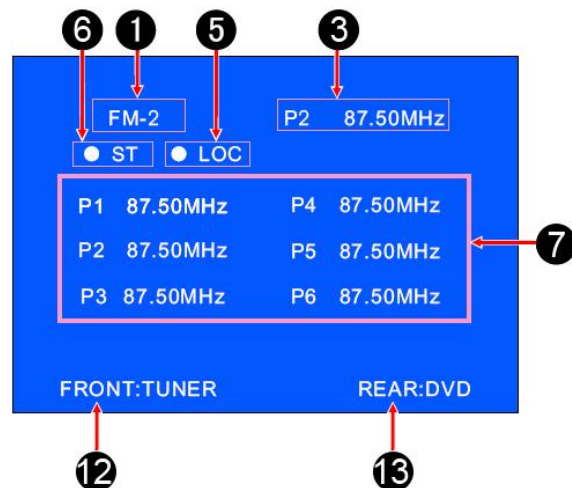 6 1 5 3
FM-2 P2 87.50MHz
ST LOC
P1 87.50MHz P4 87.50MHz
P2 87.50MHz P5 87.50MHz
7
P3 87.50MHz P6 87.50MHz
FRONT:TUNER REAR:DVD
12 13